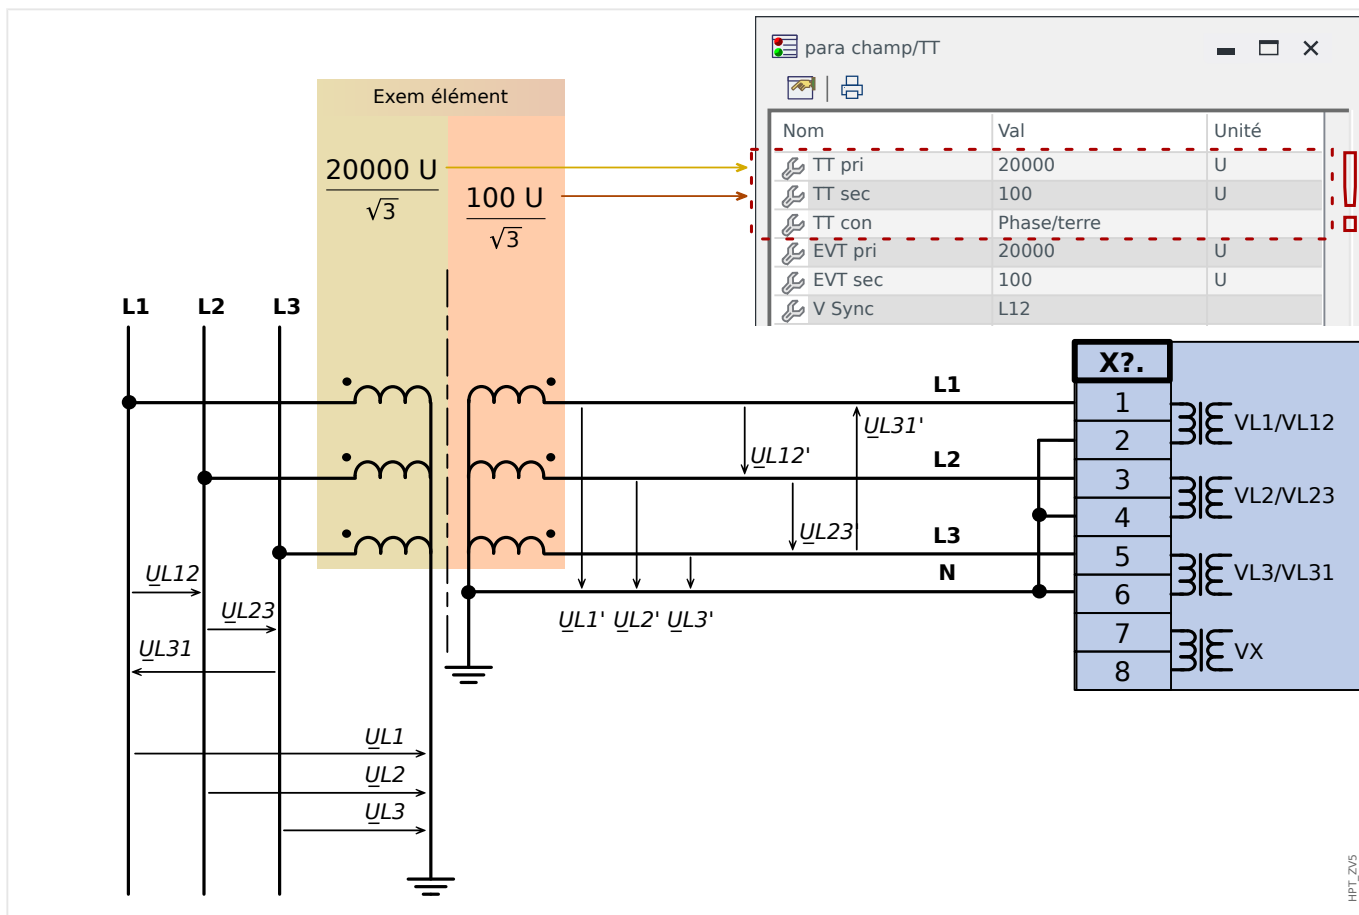 para champ/TT
Nom Val Unité
TT pri 20000 U
TT sec 100 U
TT con Phase/terre
EVT pri 20000 U
EVT sec 100 U
V Sync L12
Exem élément
20000 U
√3
100 U
√3
L1 L2 L3
X?.
L1
1
UL31'
VL1/VL12
2
UL12'
L2
3
VL2/VL23
4
UL23'
L3
5
VL3/VL31
N
6
UL12
UL23
UL1' UL2' UL3'
7
VX
UL31
8
UL1
UL2
UL3
HPT_ZV5